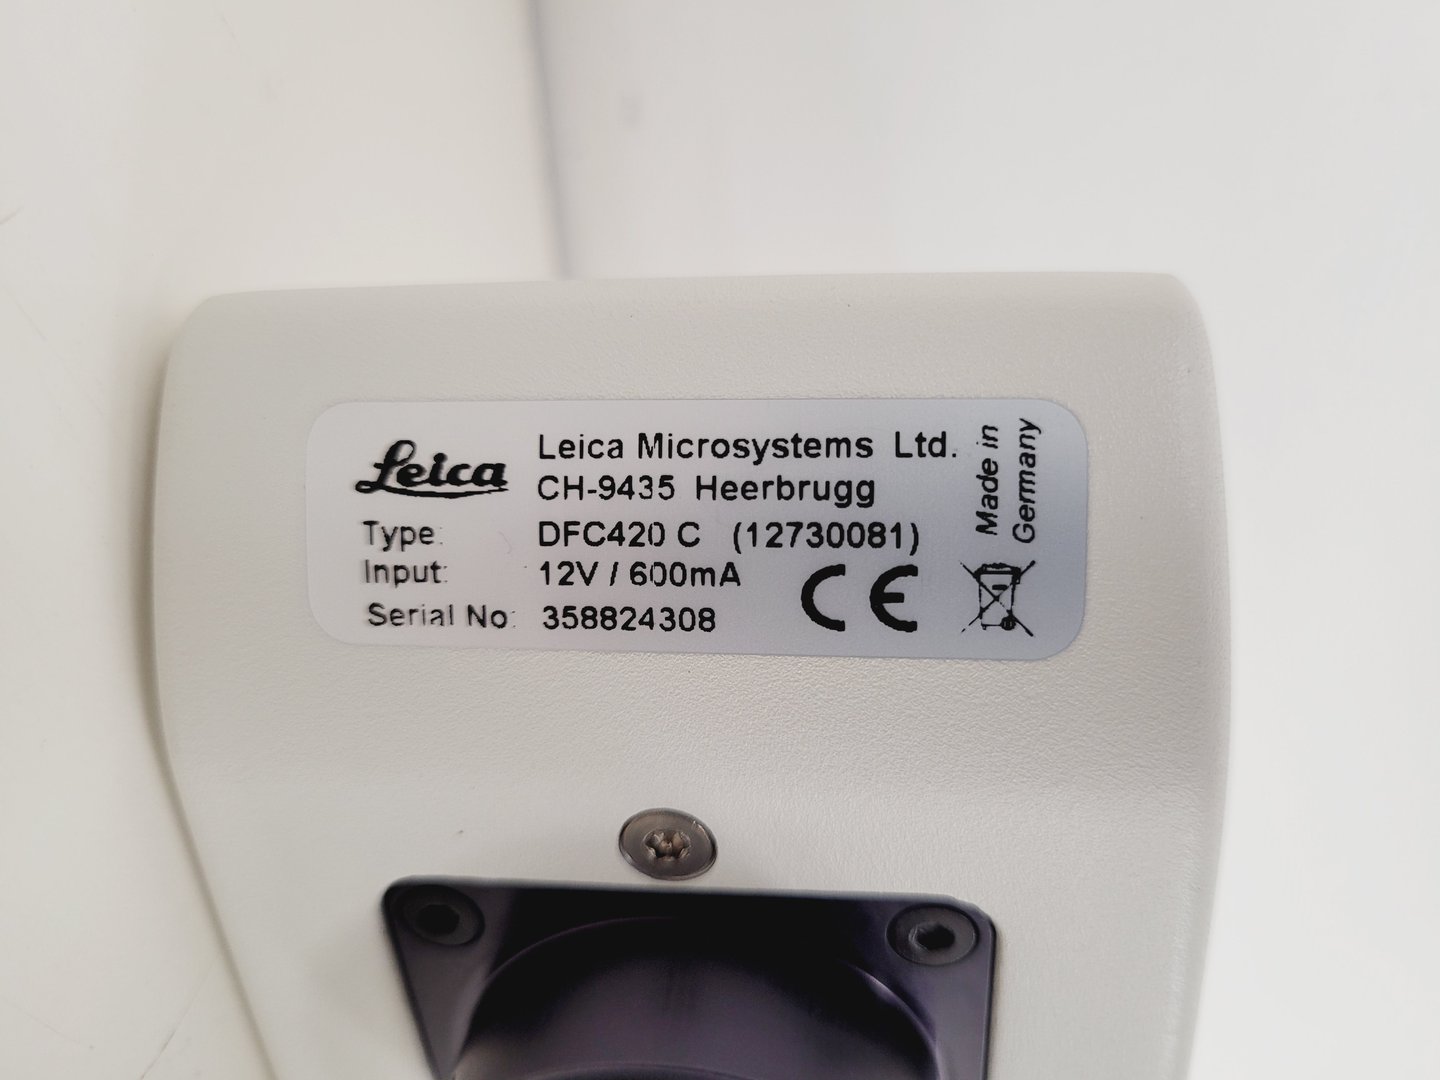 Leica
Leica Microsystems Ltd.
CH-9435 Heerbrugg
Type: DFC420 C (12730081)
Input: 12V / 600mA
Serial No: 358824308
CE
Made in
Germany